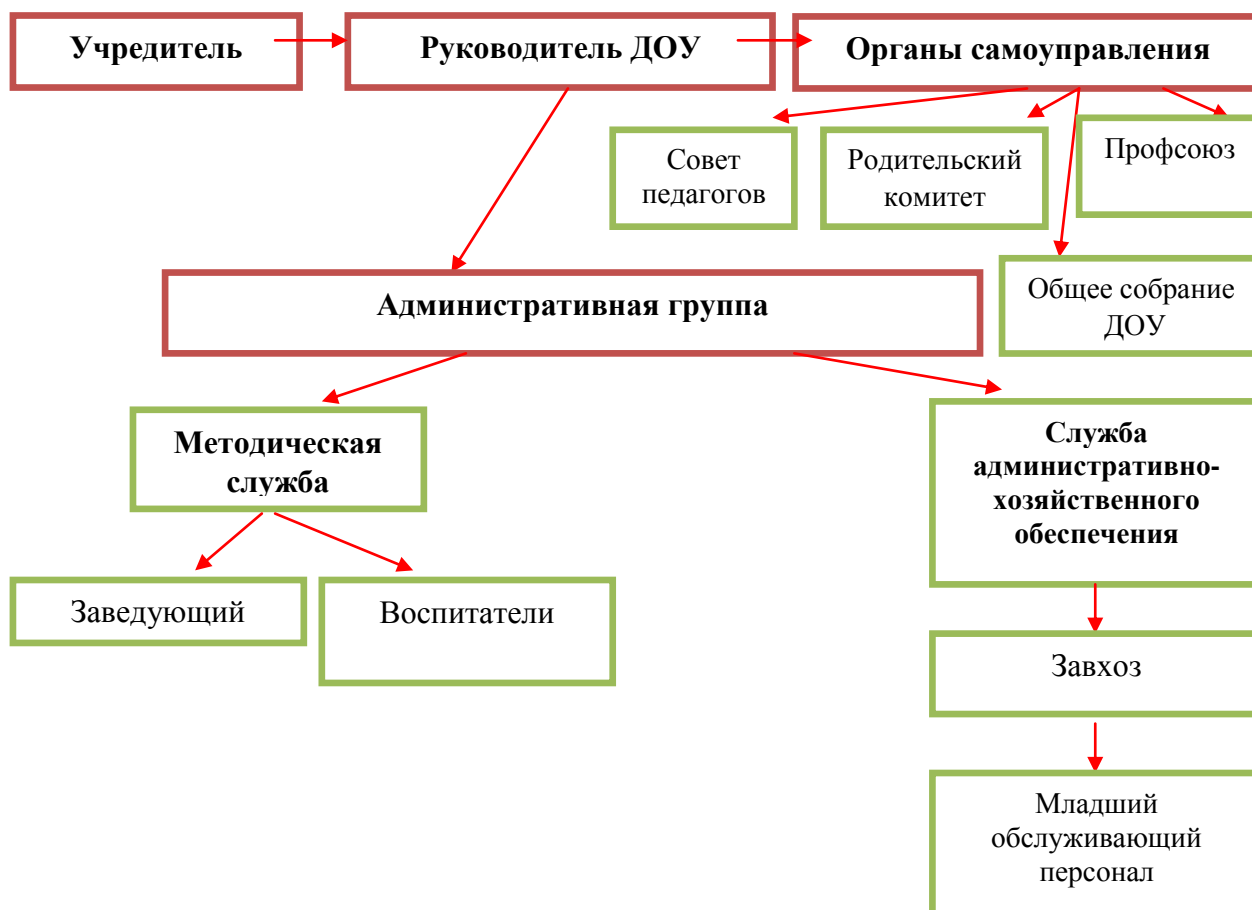 Учредитель
Руководитель ДОУ
Органы самоуправления
Совет
педагогов
Родительский
комитет
Профсоюз
Общее собрание
ДОУ
Административная группа
Методическая
служба
Служба
административно-
хозяйственного
обеспечения
Заведующий
Воспитатели
Завхоз
Младший
обслуживающий
персонал